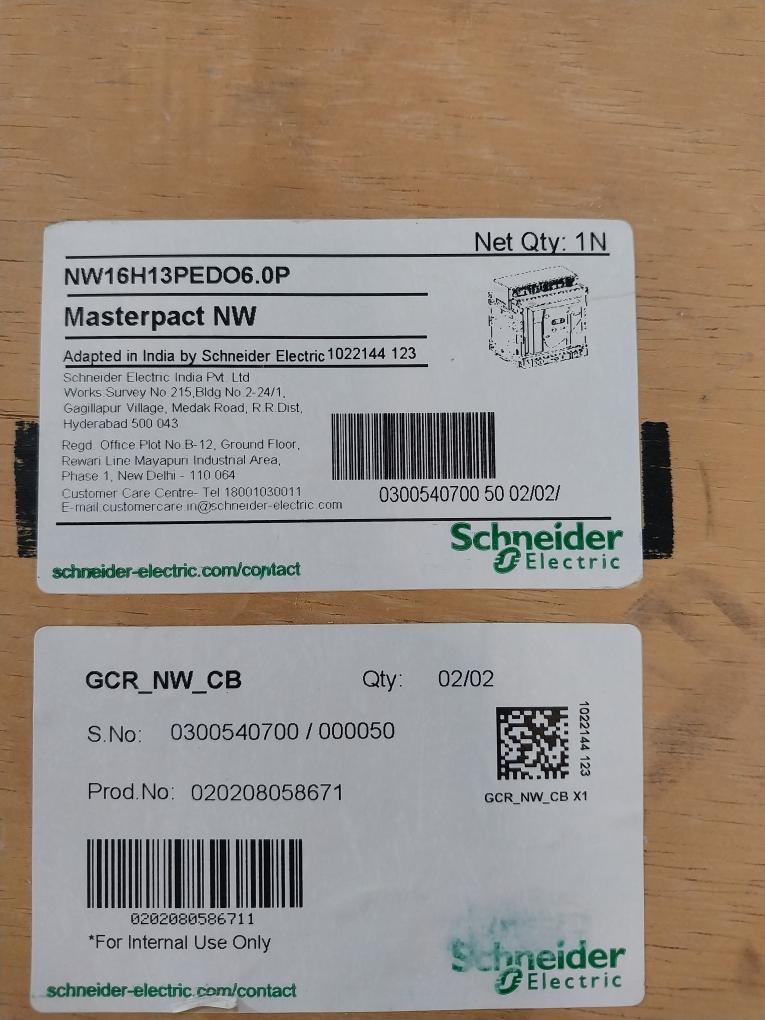 Net Qty: 1N
NW16H13PEDO6.0P
Masterpact NW
Adapted in India by Schneider Electric 1022144 123
Schneider Electric India Pvt. Ltd
Works Survey No 215,Bldg No.2-24/1,
Gagillapur Village, Medak Road, R.R.Dist,
Hyderabad 500 043
Regd. Office.Plot No.B-12, Ground Floor,
Rewari Line Mayapuri Industrial Area,
Phase 1, New Delhi - 110 064
Customer Care Centre- Tel 18001030011
E-mail.customercare.in@schneider-electric.com
0300540700 50 02/02/
Schneider
Electric
schneider-electric.com/contact
GCR_NW_CB Qty: 02/02
S.No: 0300540700 / 000050
1022144 123
Prod.No: 020208058671
GCR_NW_CB X1
0202080586711
*For Internal Use Only
Schneider
Electric
schneider-electric.com/contact